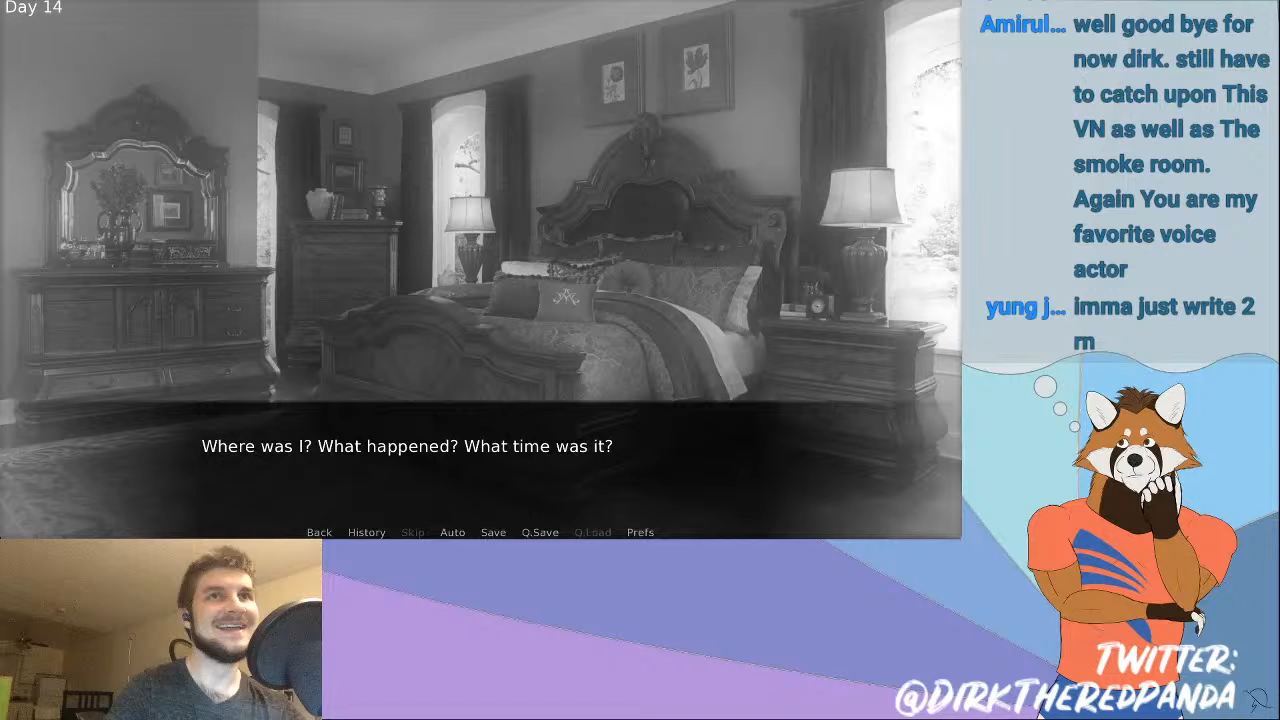 Day 14
Amirul... well good bye for
now dirk. still have
to catch upon This
VN as well as The
smoke room.
Again You are my
favorite voice
actor
yung j... imma just write 2
rn
Where was I? What happened? What time was it?
Back History Skip Auto Save Q.Save Q.Load Prefs
TWITTER:
@DIRKTHEREDPANDA